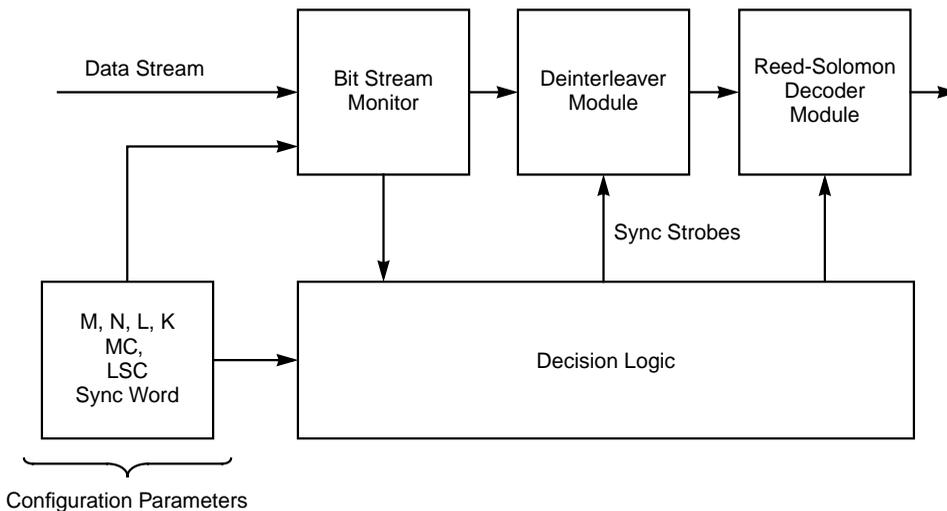 Data Stream
Bit Stream
Monitor
Deinterleaver
Module
Reed-Solomon
Decoder
Module
Sync Strobes
M, N, L, K
MC,
LSC
Sync Word
Decision Logic
Configuration Parameters